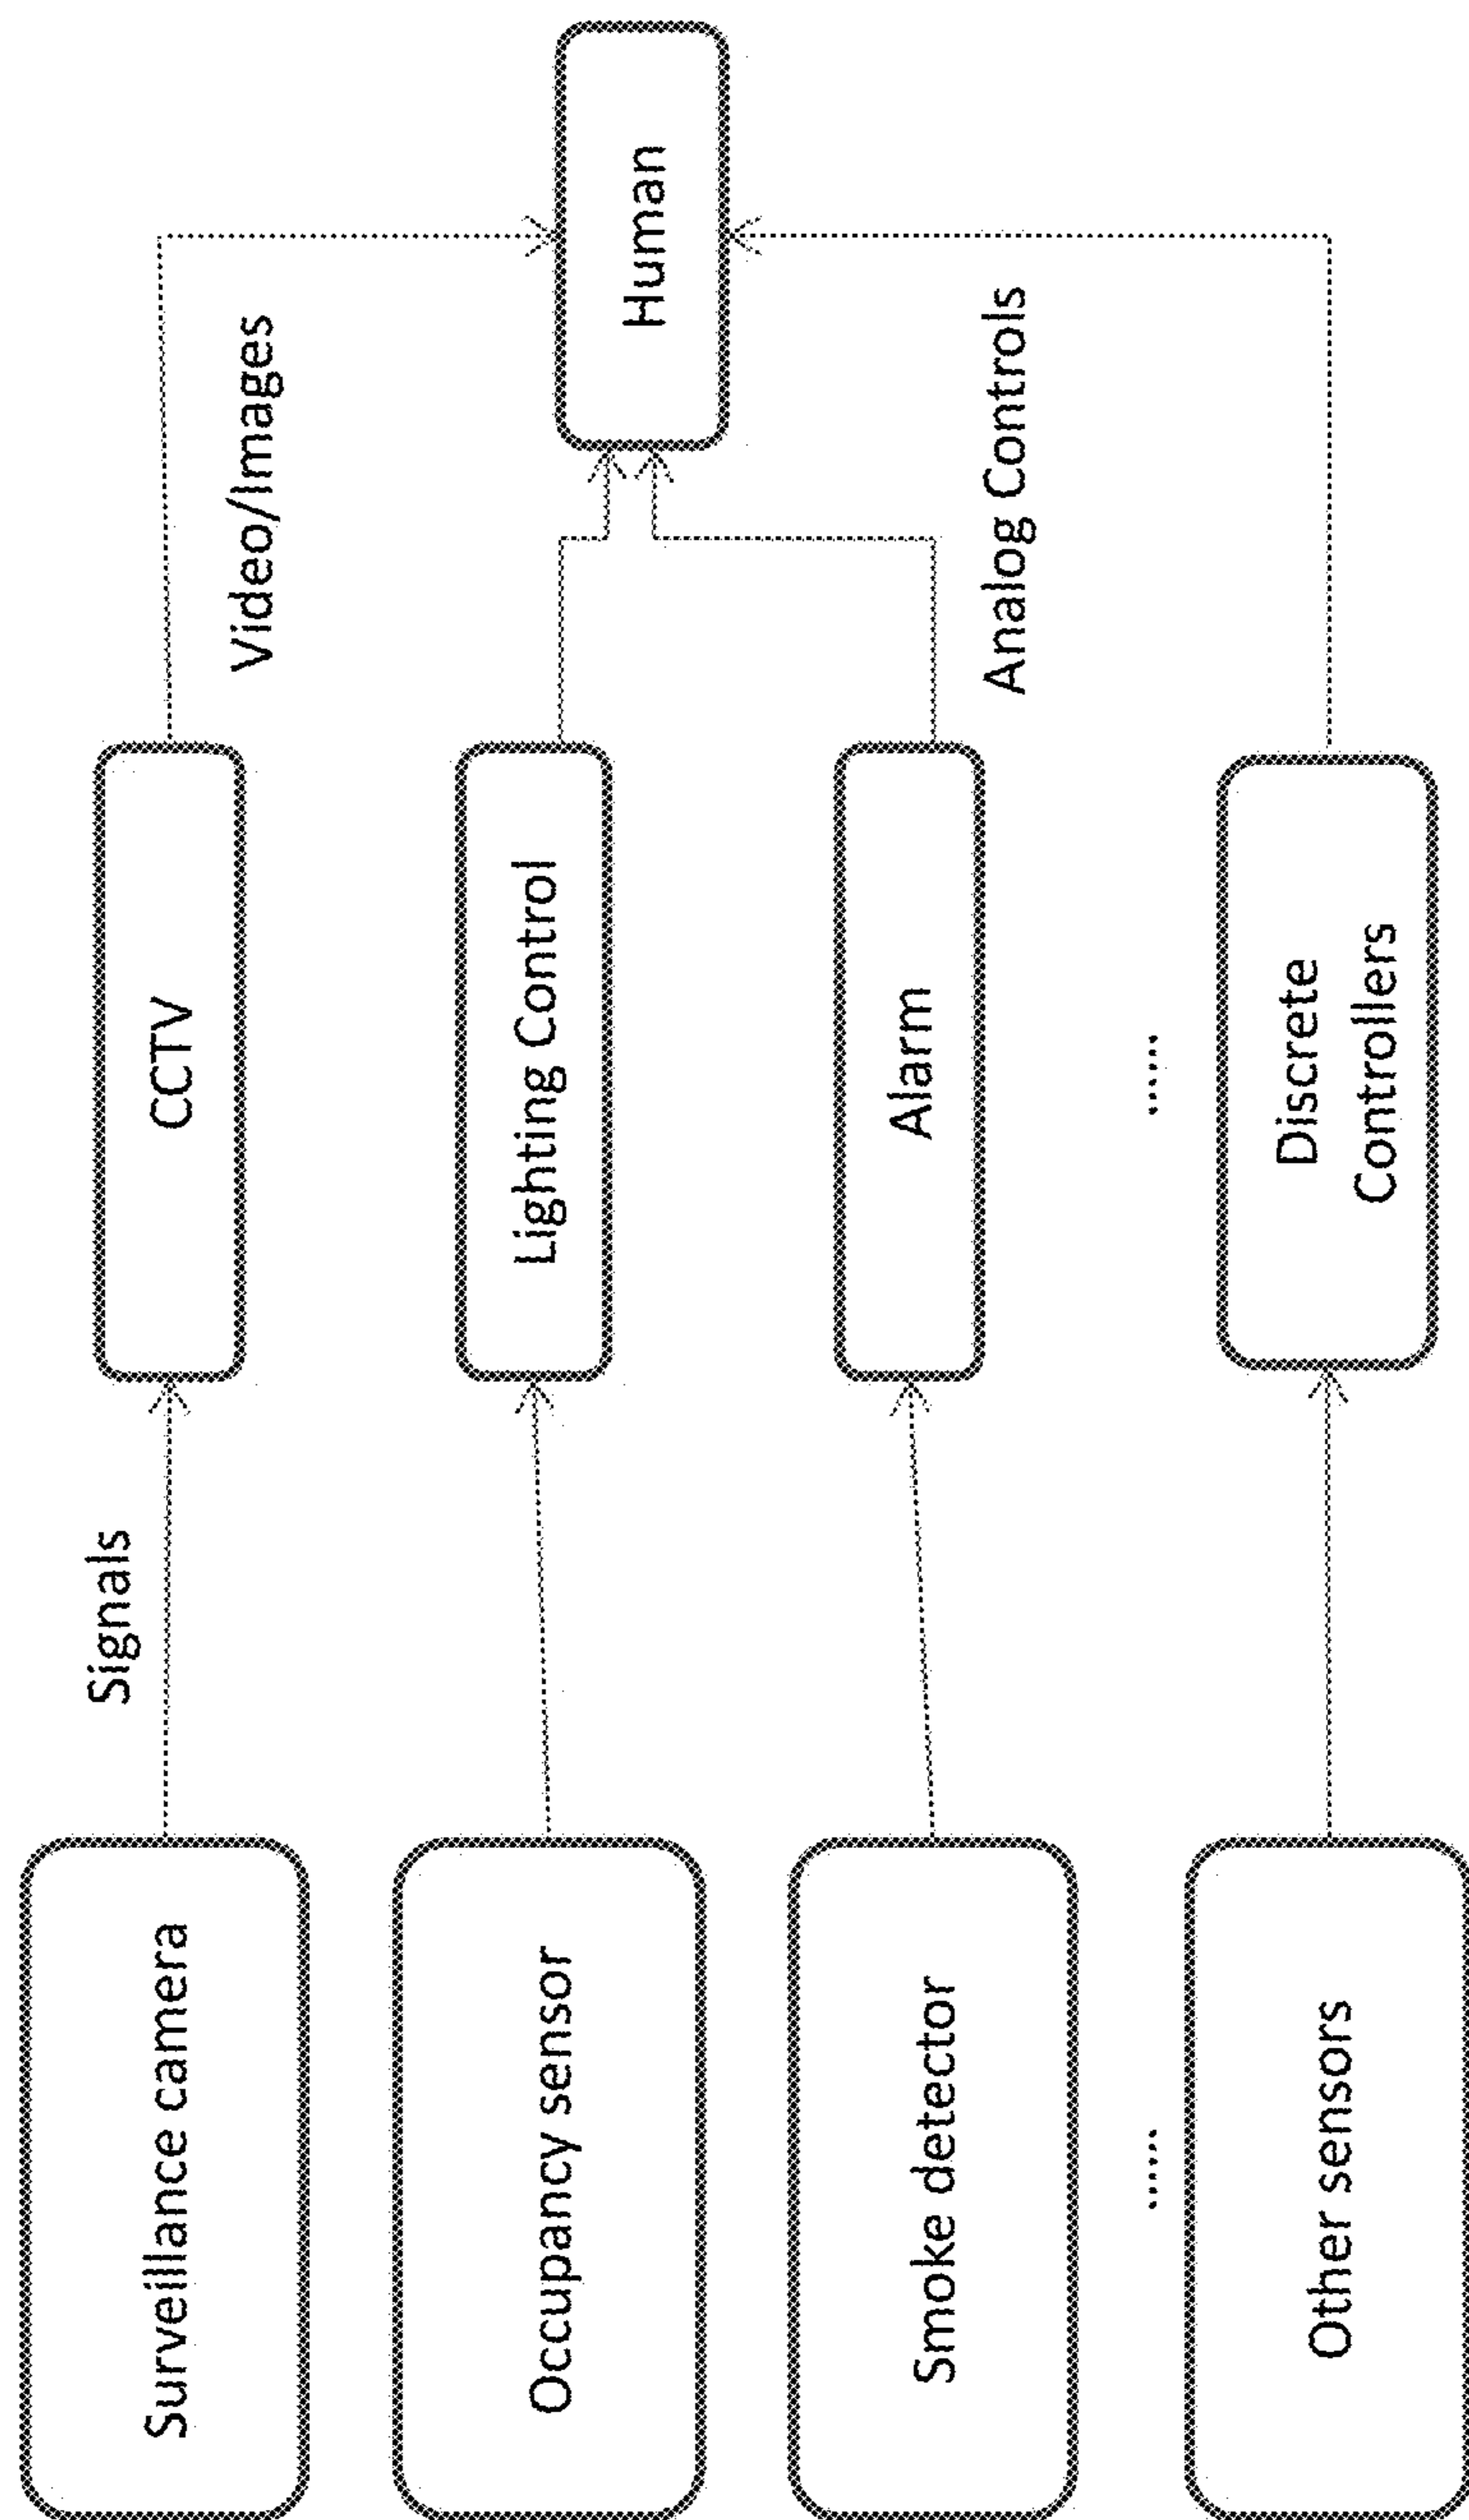 Surveillance camera
Signals
CCTV
Video/Images
Occupancy sensor
Lighting Control
Human
Smoke detector
Alarm
Analog Controls
......
......
Other sensors
Discrete
Controllers